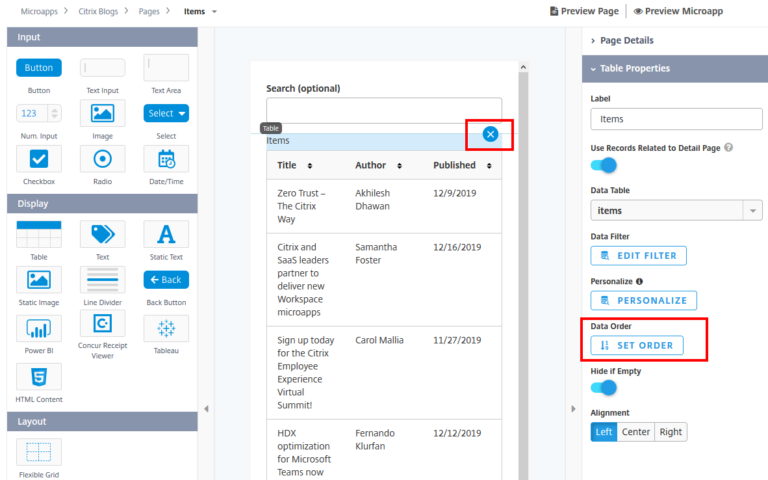 Microapps > Citrix Blogs > Pages > Items
Preview Page
Preview Microapp
Input
Button
Button
Text Input
Text Area
123
Select
Num. Input
Image
Select
Checkbox
Radio
Date/Time
Display
A
Back
Table
Text
Static Text
Static Image
Line Divider
Back Button
Power BI
Concur Receipt
Viewer
Tableau
HTML Content
Layout
Flexible Grid
Search (optional)
Table
Items
Title Author Published
Zero Trust – Akhilesh 12/9/2019
The Citrix Dhawan
Way
Citrix and Samantha 12/16/2019
SaaS leaders Foster
partner to
deliver new
Workspace
microapps
Sign up today Carol Mallia 11/27/2019
for the Citrix
Employee
Experience
Virtual
Summit!
HDX Fernando 12/12/2019
optimization Klurfan
for Microsoft
Teams now
Page Details
Table Properties
Label
Items
Use Records Related to Detail Page
Data Table
items
Data Filter
EDIT FILTER
Personalize
PERSONALIZE
Data Order
SET ORDER
Hide if Empty
Alignment
Left Center Right